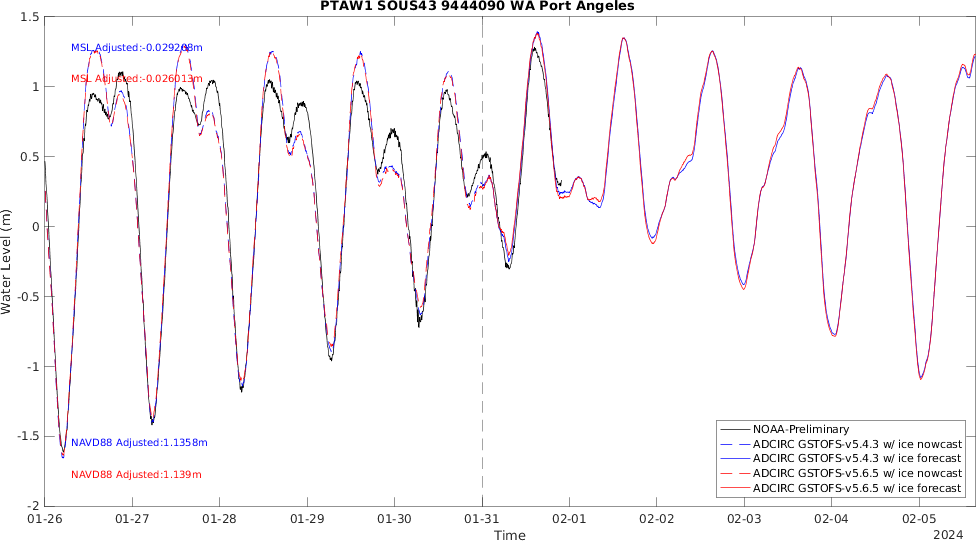 PTAW1 SOUS43 9444090 WA Port Angeles
1.5
1
0.5
0
-0.5
-1
-1.5
-2
Water Level (m)
MSL Adjusted:-0.029208m
MSL Adjusted:-0.026013m
NAVD88 Adjusted:1.1358m
NAVD88 Adjusted:1.139m
NOAA-Preliminary
ADCIRC GSTOFS-v5.4.3 w/ ice nowcast
ADCIRC GSTOFS-v5.4.3 w/ ice forecast
ADCIRC GSTOFS-v5.6.5 w/ ice nowcast
ADCIRC GSTOFS-v5.6.5 w/ ice forecast
01-26 01-27 01-28 01-29 01-30 01-31 02-01 02-02 02-03 02-04 02-05
Time
2024